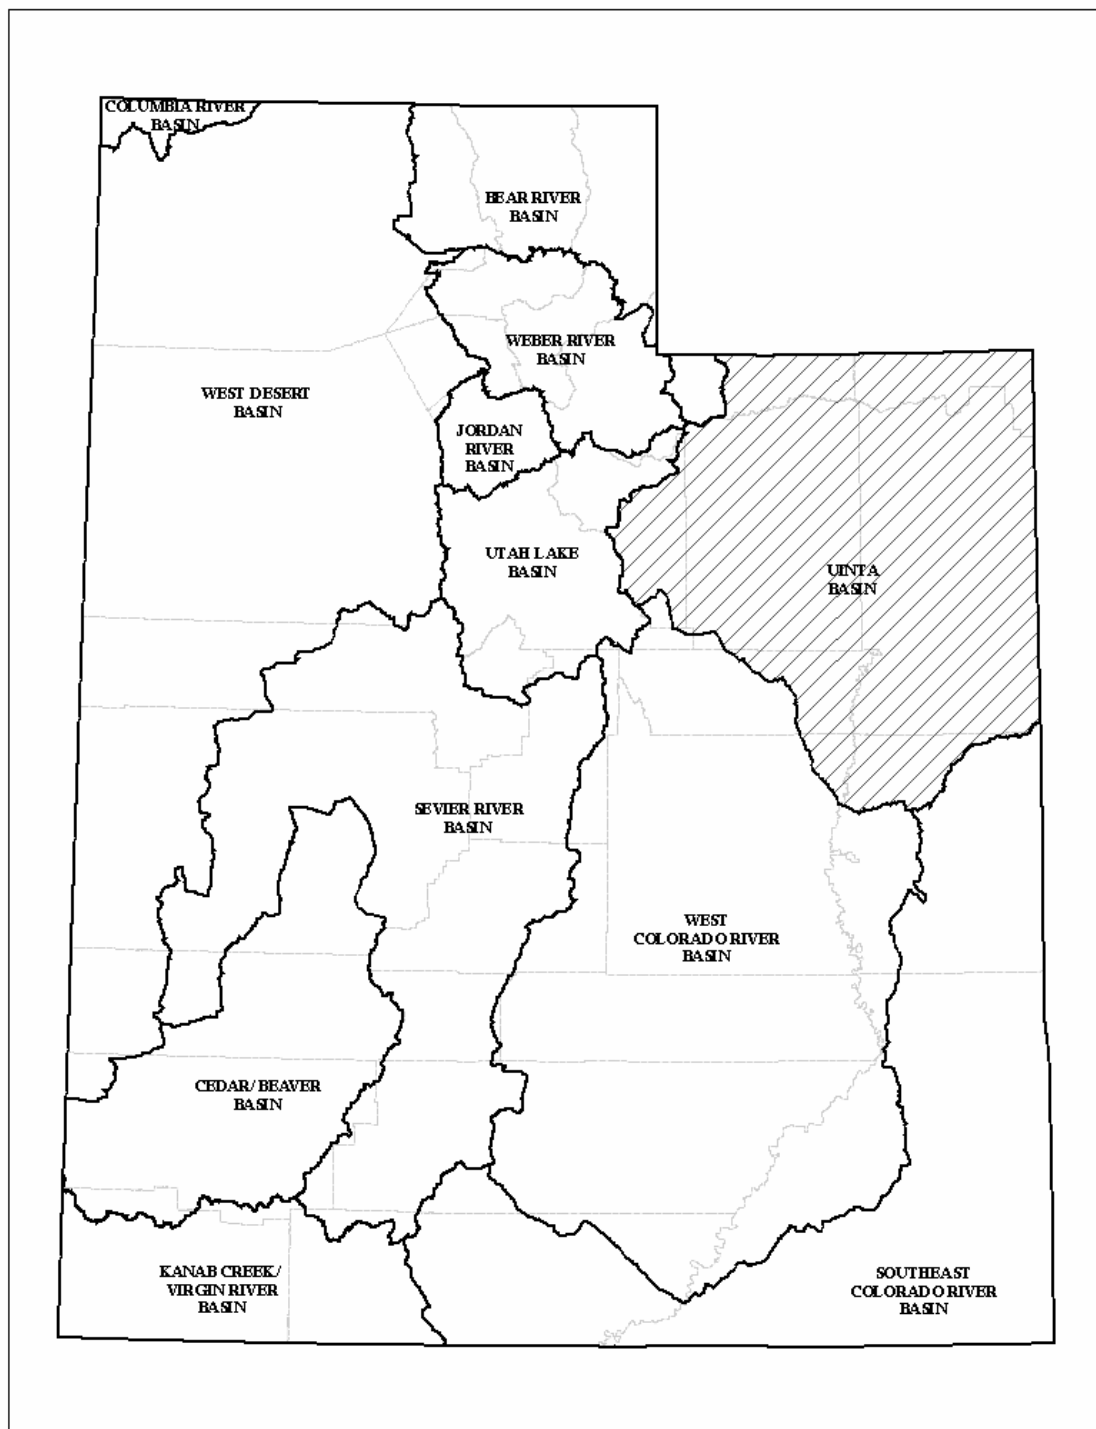 COLUMBIA RIVER
BASIN
BEAR RIVER
BASIN
WEBER RIVER
BASIN
WEST DESERT
BASIN
JORDAN
RIVER
BASIN
UTAH LAKE
BASIN
UINTA
BASIN
SEVIER RIVER
BASIN
WEST
COLORADO RIVER
BASIN
CEDAR/ BEAVER
BASIN
KANAB CREEK/
VIRGIN RIVER
BASIN
SOUTHEAST
COLORADO RIVER
BASIN